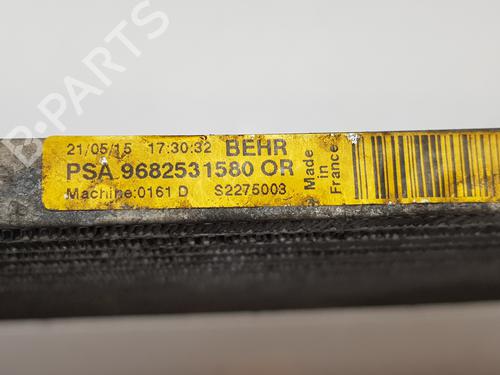 21/05/15 17:30:32 BEHR
PSA 9682531580 OR
Machine:0161 D S2275003
Made
in
France
B-PARTS